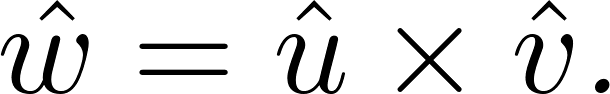 ŵ = û × v̂.